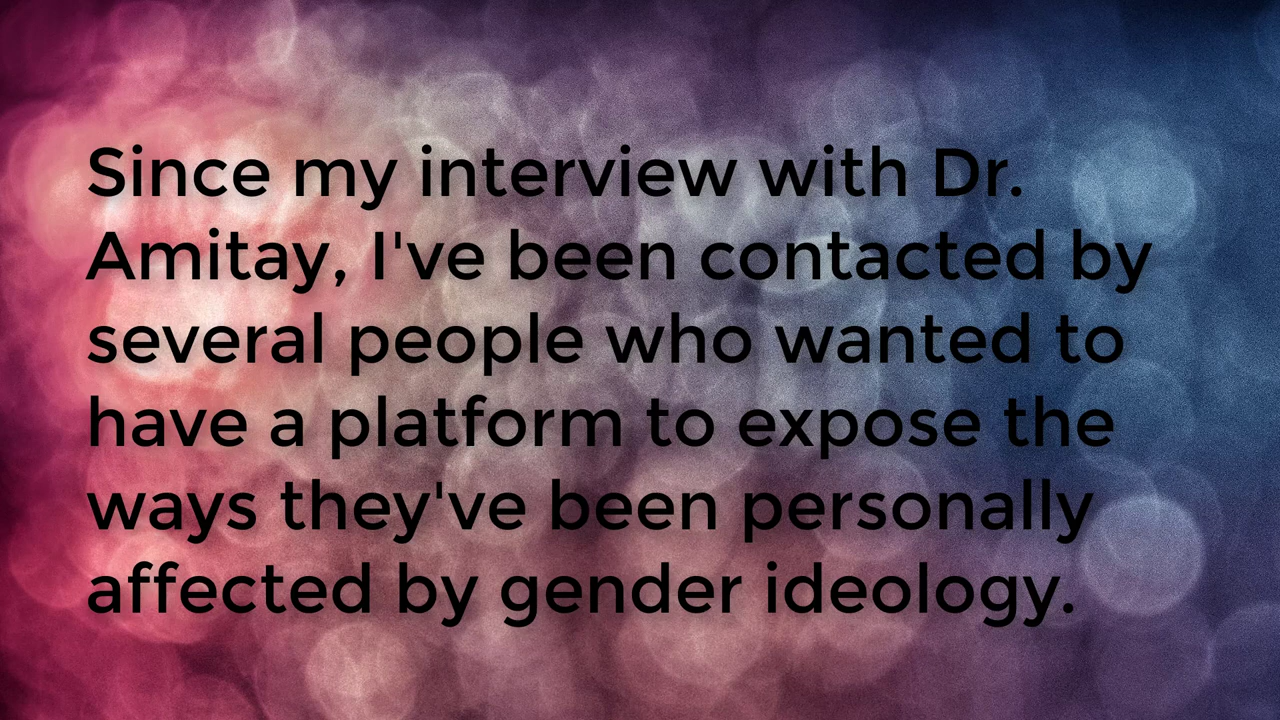 Since my interview with Dr.
Amitay, I've been contacted by
several people who wanted to
have a platform to expose the
ways they've been personally
affected by gender ideology.